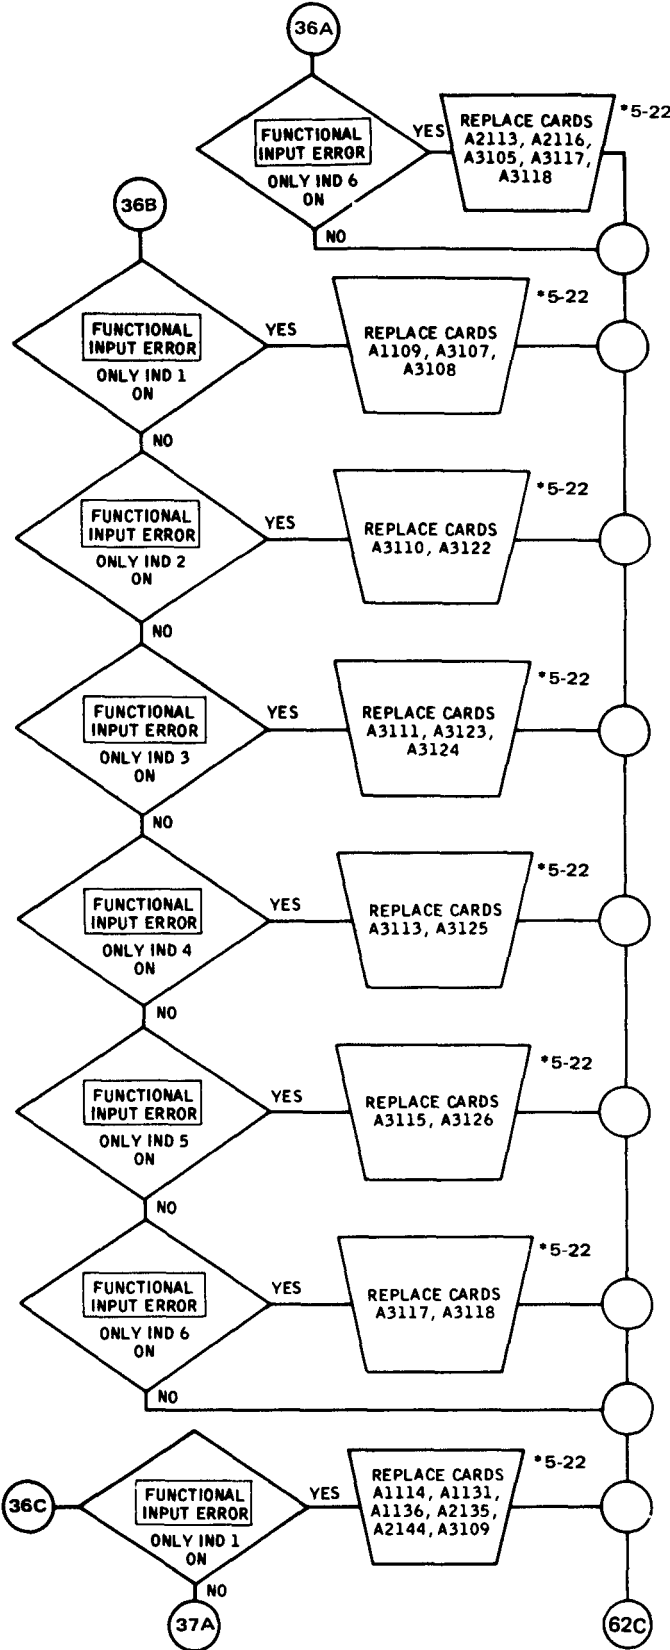 36A
FUNCTIONAL
INPUT ERROR
ONLY IND 6
ON
YES
REPLACE CARDS
A2113, A2116,
A3105, A3117,
A3118
*5-22
NO
36B
FUNCTIONAL
INPUT ERROR
ONLY IND 1
ON
YES
REPLACE CARDS
A1109, A3107,
A3108
*5-22
NO
FUNCTIONAL
INPUT ERROR
ONLY IND 2
ON
YES
REPLACE CARDS
A3110, A3122
*5-22
NO
FUNCTIONAL
INPUT ERROR
ONLY IND 3
ON
YES
REPLACE CARDS
A3111, A3123,
A3124
*5-22
NO
FUNCTIONAL
INPUT ERROR
ONLY IND 4
ON
YES
REPLACE CARDS
A3113, A3125
*5-22
NO
FUNCTIONAL
INPUT ERROR
ONLY IND 5
ON
YES
REPLACE CARDS
A3115, A3126
*5-22
NO
FUNCTIONAL
INPUT ERROR
ONLY IND 6
ON
YES
REPLACE CARDS
A3117, A3118
*5-22
NO
36C
FUNCTIONAL
INPUT ERROR
ONLY IND 1
ON
YES
REPLACE CARDS
A1114, A1131,
A1136, A2135,
A2144, A3109
*5-22
NO
37A
62C